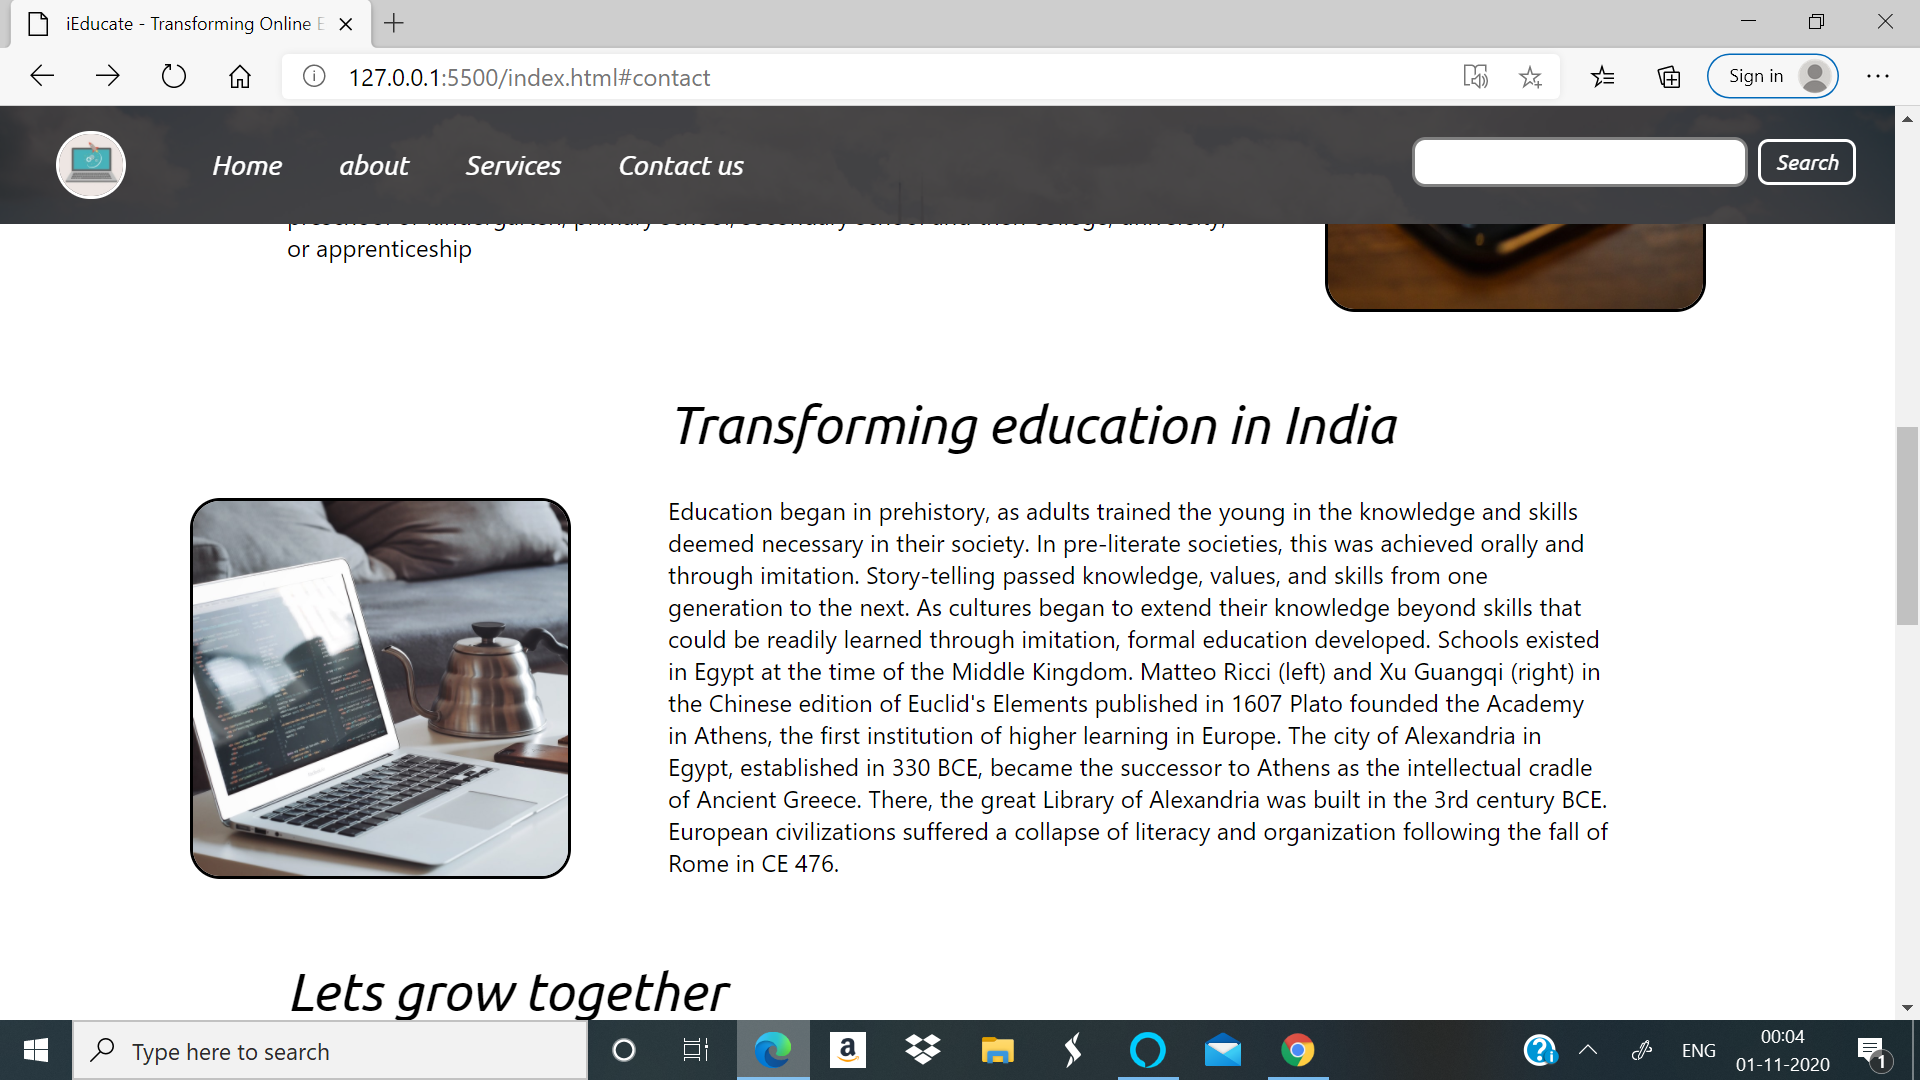 iEducate - Transforming Online E
127.0.0.1:5500/index.html#contact
Sign in
Home about Services Contact us
Search
or apprenticeship
Transforming education in India
Education began in prehistory, as adults trained the young in the knowledge and skills
deemed necessary in their society. In pre-literate societies, this was achieved orally and
through imitation. Story-telling passed knowledge, values, and skills from one
generation to the next. As cultures began to extend their knowledge beyond skills that
could be readily learned through imitation, formal education developed. Schools existed
in Egypt at the time of the Middle Kingdom. Matteo Ricci (left) and Xu Guangqi (right) in
the Chinese edition of Euclid's Elements published in 1607 Plato founded the Academy
in Athens, the first institution of higher learning in Europe. The city of Alexandria in
Egypt, established in 330 BCE, became the successor to Athens as the intellectual cradle
of Ancient Greece. There, the great Library of Alexandria was built in the 3rd century BCE.
European civilizations suffered a collapse of literacy and organization following the fall of
Rome in CE 476.
Lets grow together
Type here to search
ENG
00:04
01-11-2020
1